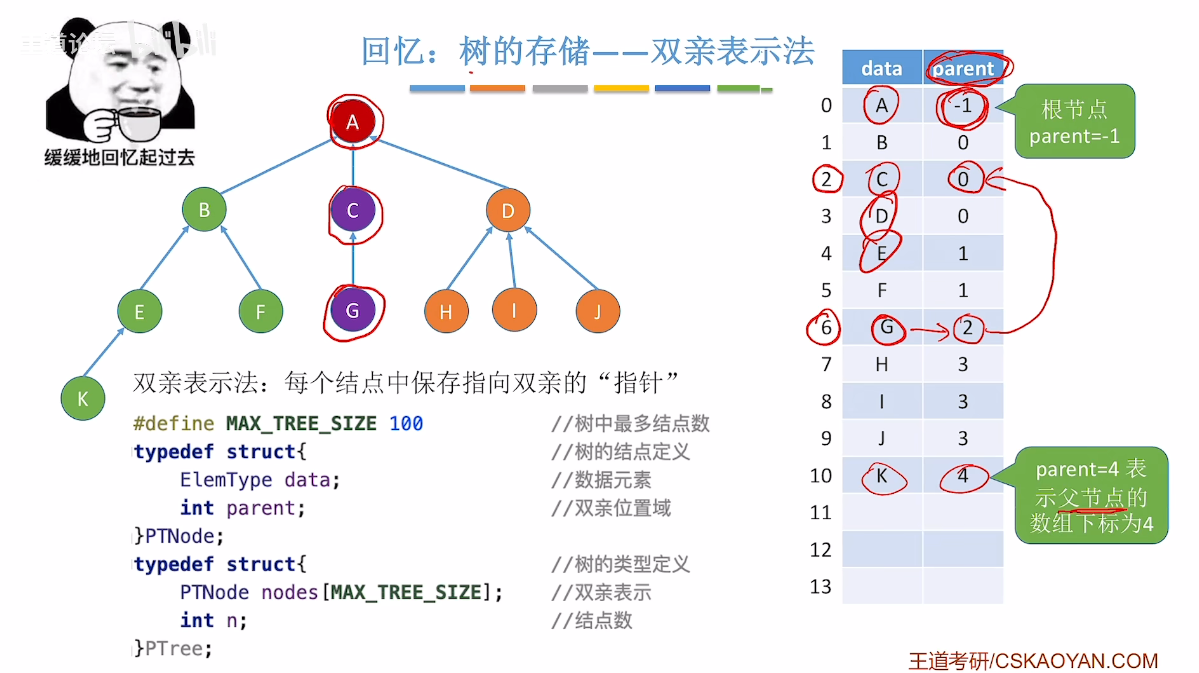 王道论坛 bilibili
回忆：树的存储——双亲表示法
缓缓地回忆起过去
A
B
C
D
E
F
G
H
I
J
K
双亲表示法：每个结点中保存指向双亲的“指针”
#define MAX_TREE_SIZE 100 //树中最多结点数
typedef struct{ //树的结点定义
ElemType data; //数据元素
int parent; //双亲位置域
}PTNode;
typedef struct{ //树的类型定义
PTNode nodes[MAX_TREE_SIZE]; //双亲表示
int n; //结点数
}PTree;
data parent
0 A -1
1 B 0
2 C 0
3 D 0
4 E 1
5 F 1
6 G 2
7 H 3
8 I 3
9 J 3
10 K 4
11
12
13
根节点
parent=-1
parent=4 表
示父节点的
数组下标为4
王道考研/CSKAOYAN.COM